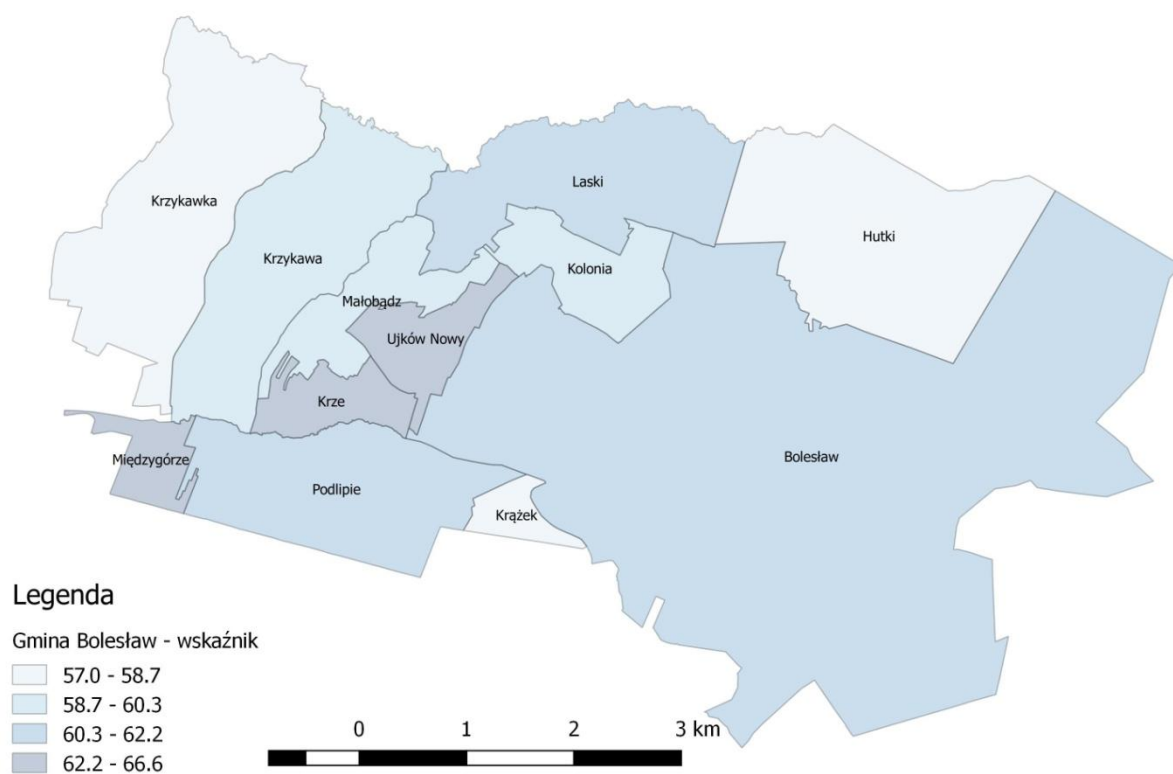 Krzykawka
Laski
Hutki
Krzykawa
Kolonia
Małobądz
Ujków Nowy
Krze
Międzygórze
Bolesław
Podlipie
Krążek
Legenda
Gmina Bolesław - wskaźnik
57.0 - 58.7
58.7 - 60.3
60.3 - 62.2
62.2 - 66.6
0 1 2 3 km